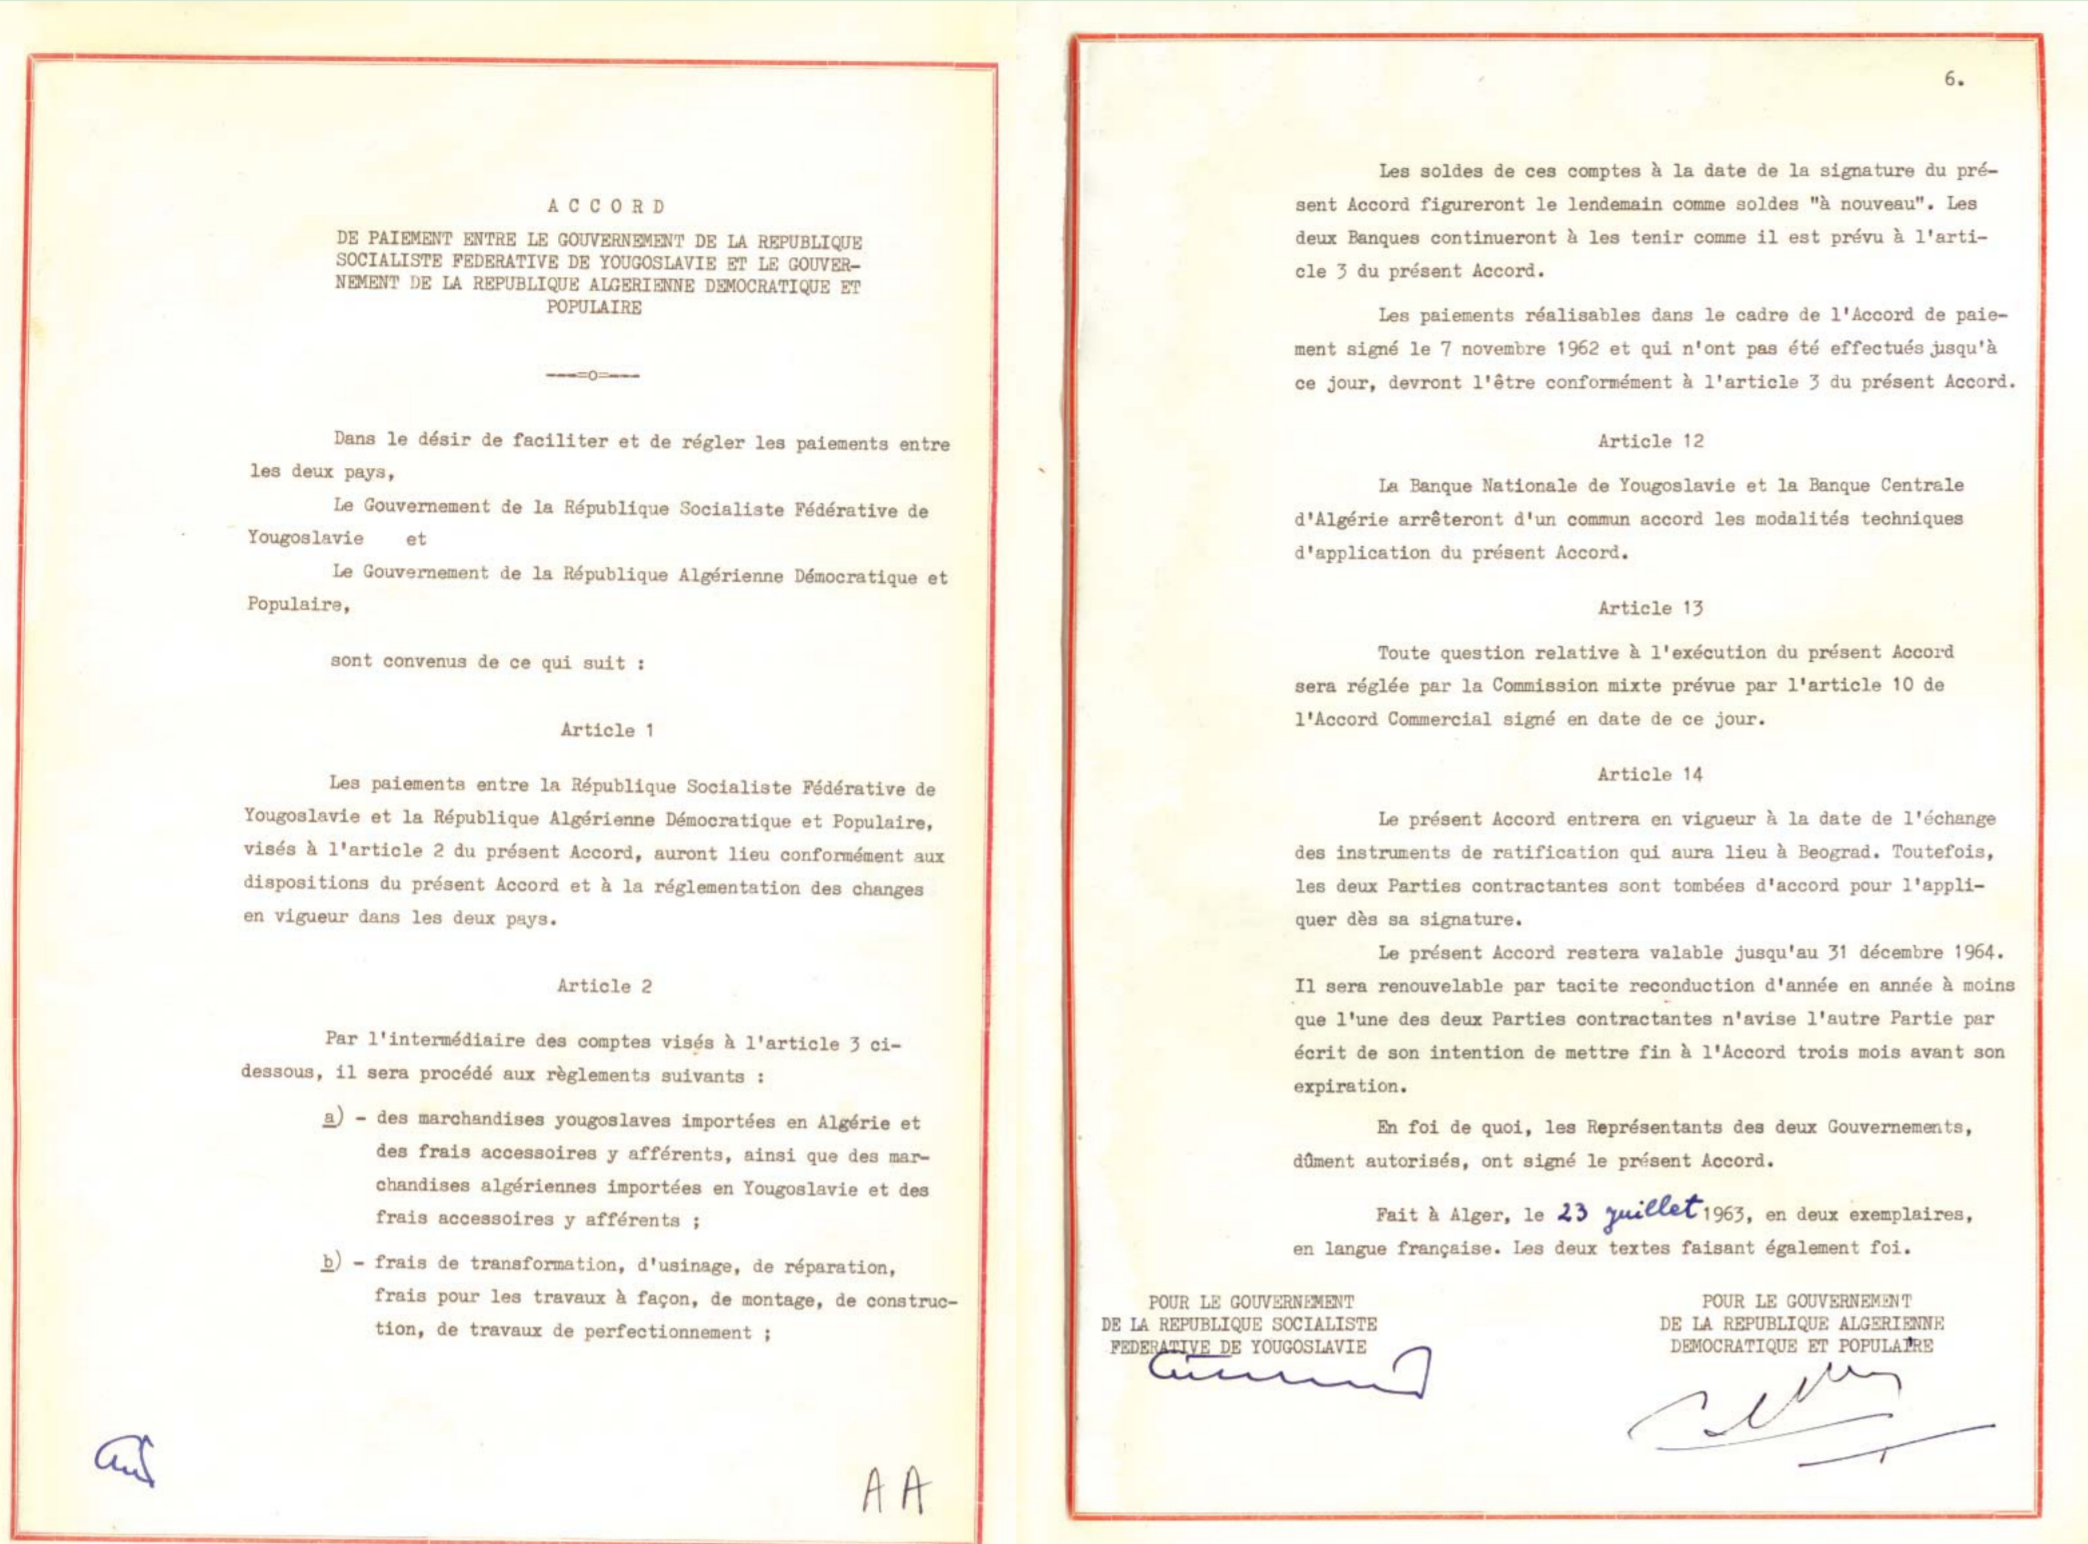 A C C O R D
DE PAIEMENT ENTRE LE GOUVERNEMENT DE LA REPUBLIQUE
SOCIALISTE FEDERATIVE DE YOUGOSLAVIE ET LE GOUVER-
NEMENT DE LA REPUBLIQUE ALGERIENNE DEMOCRATIQUE ET
POPULAIRE
----=o=----
Dans le désir de faciliter et de régler les paiements entre
les deux pays,
Le Gouvernement de la République Socialiste Fédérative de
Yougoslavie et
Le Gouvernement de la République Algérienne Démocratique et
Populaire,
sont convenus de ce qui suit :
Article 1
Les paiements entre la République Socialiste Fédérative de
Yougoslavie et la République Algérienne Démocratique et Populaire,
visés à l'article 2 du présent Accord, auront lieu conformément aux
dispositions du présent Accord et à la réglementation des changes
en vigueur dans les deux pays.
Article 2
Par l'intermédiaire des comptes visés à l'article 3 ci-
dessous, il sera procédé aux règlements suivants :
a) - des marchandises yougoslaves importées en Algérie et
des frais accessoires y afférents, ainsi que des mar-
chandises algériennes importées en Yougoslavie et des
frais accessoires y afférents ;
b) - frais de transformation, d'usinage, de réparation,
frais pour les travaux à façon, de montage, de construc-
tion, de travaux de perfectionnement ;
A A
6.
Les soldes de ces comptes à la date de la signature du pré-
sent Accord figureront le lendemain comme soldes "à nouveau". Les
deux Banques continueront à les tenir comme il est prévu à l'arti-
cle 3 du présent Accord.
Les paiements réalisables dans le cadre de l'Accord de paie-
ment signé le 7 novembre 1962 et qui n'ont pas été effectués jusqu'à
ce jour, devront l'être conformément à l'article 3 du présent Accord.
Article 12
La Banque Nationale de Yougoslavie et la Banque Centrale
d'Algérie arrêteront d'un commun accord les modalités techniques
d'application du présent Accord.
Article 13
Toute question relative à l'exécution du présent Accord
sera réglée par la Commission mixte prévue par l'article 10 de
l'Accord Commercial signé en date de ce jour.
Article 14
Le présent Accord entrera en vigueur à la date de l'échange
des instruments de ratification qui aura lieu à Beograd. Toutefois,
les deux Parties contractantes sont tombées d'accord pour l'appli-
quer dès sa signature.
Le présent Accord restera valable jusqu'au 31 décembre 1964.
Il sera renouvelable par tacite reconduction d'année en année à moins
que l'une des deux Parties contractantes n'avise l'autre Partie par
écrit de son intention de mettre fin à l'Accord trois mois avant son
expiration.
En foi de quoi, les Représentants des deux Gouvernements,
dûment autorisés, ont signé le présent Accord.
Fait à Alger, le 23 juillet 1963, en deux exemplaires,
en langue française. Les deux textes faisant également foi.
POUR LE GOUVERNEMENT
DE LA REPUBLIQUE SOCIALISTE
FEDERATIVE DE YOUGOSLAVIE
POUR LE GOUVERNEMENT
DE LA REPUBLIQUE ALGERIENNE
DEMOCRATIQUE ET POPULAIRE